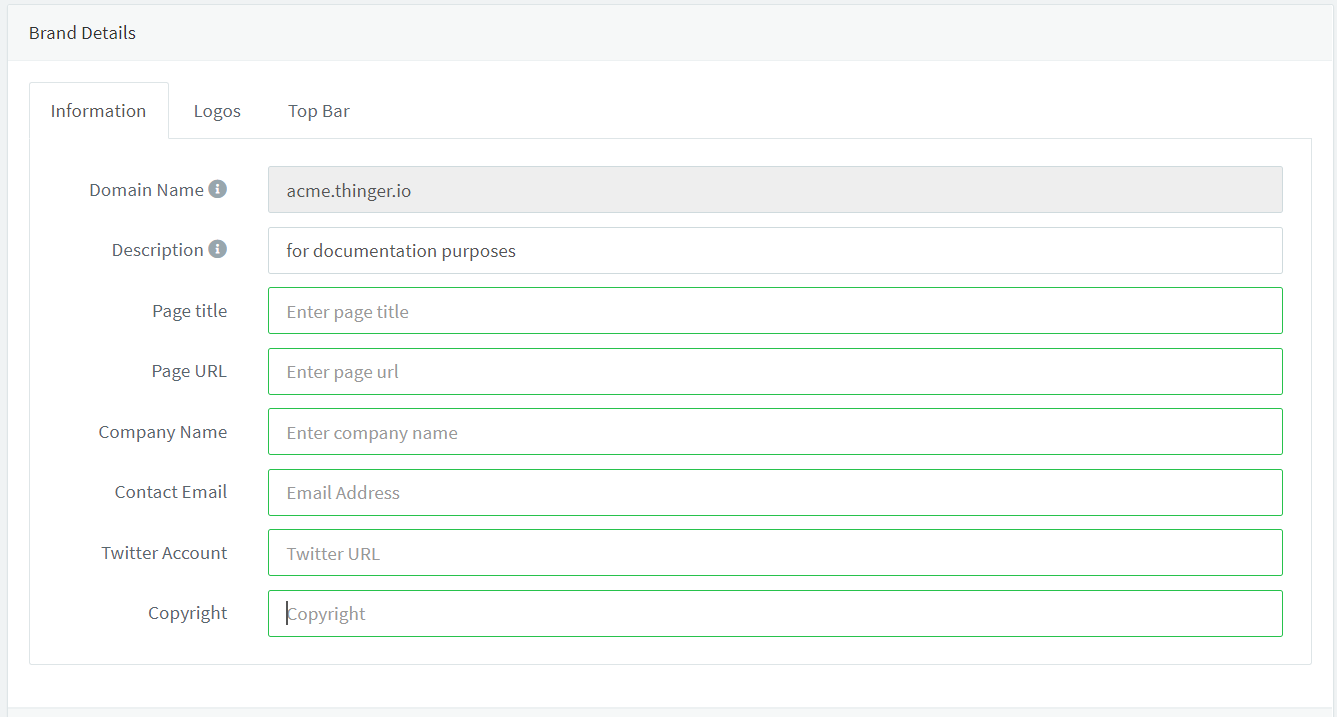 Brand Details
Information Logos Top Bar
Domain Name acme.thinger.io
Description for documentation purposes
Page title Enter page title
Page URL Enter page url
Company Name Enter company name
Contact Email Email Address
Twitter Account Twitter URL
Copyright Copyright